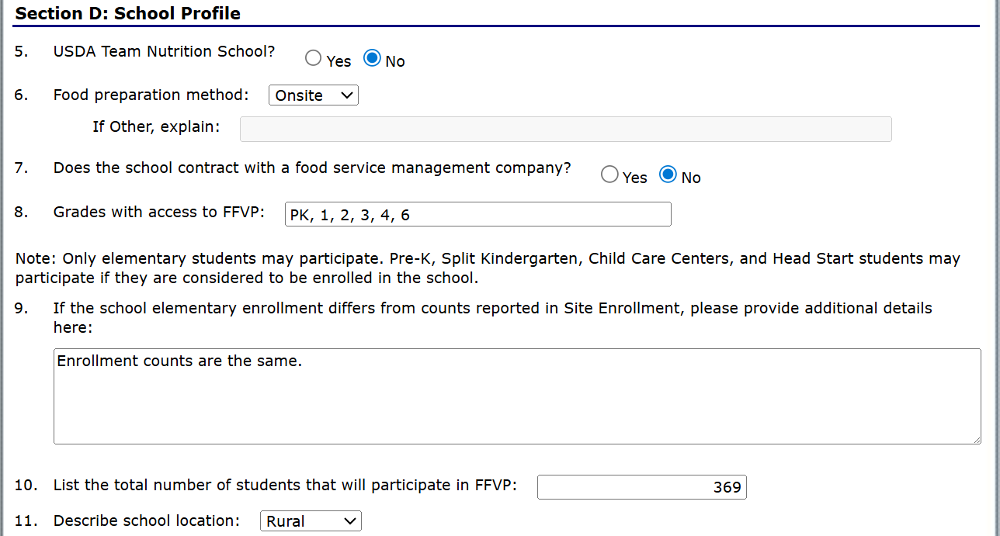 Section D: School Profile
5. USDA Team Nutrition School? Yes No
6. Food preparation method: Onsite
If Other, explain:
7. Does the school contract with a food service management company? Yes No
8. Grades with access to FFVP: PK, 1, 2, 3, 4, 6
Note: Only elementary students may participate. Pre-K, Split Kindergarten, Child Care Centers, and Head Start students may
participate if they are considered to be enrolled in the school.
9. If the school elementary enrollment differs from counts reported in Site Enrollment, please provide additional details
here:
Enrollment counts are the same.
10. List the total number of students that will participate in FFVP: 369
11. Describe school location: Rural